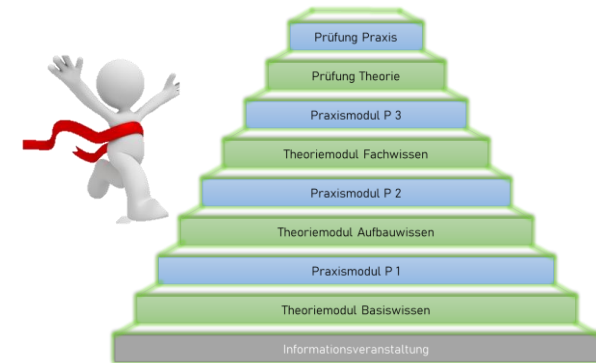 Prüfung Praxis
Prüfung Theorie
Praxismodul P 3
Theoriemodul Fachwissen
Praxismodul P 2
Theoriemodul Aufbauwissen
Praxismodul P 1
Theoriemodul Basiswissen
Informationsveranstaltung